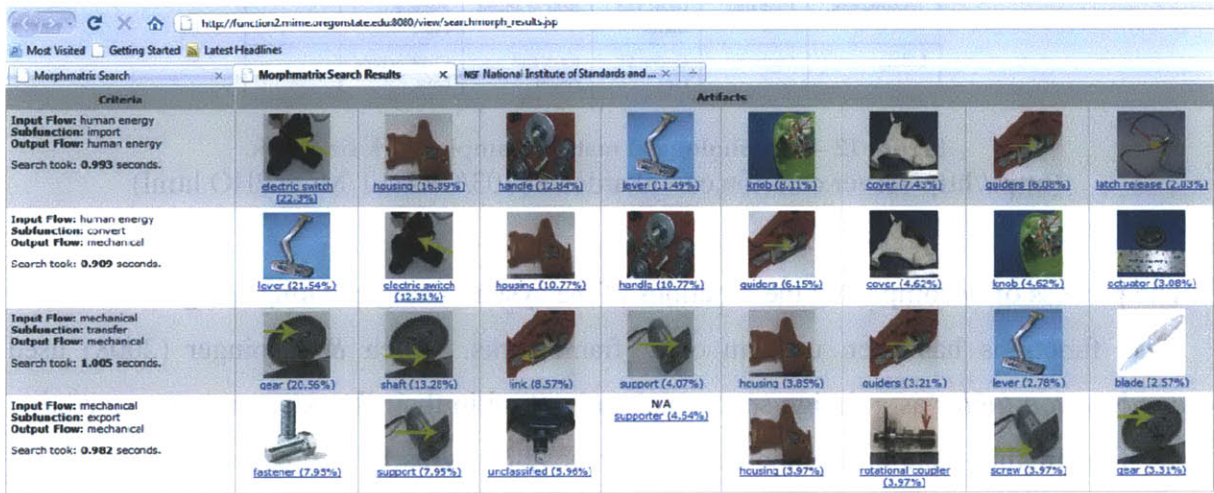 http://function2.mime.oregonstate.edu:8080/view/searchmorph_results.jsp
Most Visited Getting Started Latest Headlines
Morphmatrix Search × Morphmatrix Search Results × NIST National Institute of Standards and ... ×
Criteria Artifacts
Input Flow: human energy
Subfunction: import
Output Flow: human energy
Search took: 0.993 seconds.
electric switch (22.3%)
housing (16.89%)
handle (12.84%)
lever (11.49%)
knob (8.11%)
cover (7.43%)
guiders (6.08%)
latch release (2.03%)
Input Flow: human energy
Subfunction: convert
Output Flow: mechanical
Search took: 0.909 seconds.
lever (21.54%)
electric switch (12.31%)
housing (10.77%)
handle (10.77%)
guiders (6.15%)
cover (4.62%)
knob (4.62%)
actuator (3.08%)
Input Flow: mechanical
Subfunction: transfer
Output Flow: mechanical
Search took: 1.005 seconds.
gear (20.56%)
shaft (13.28%)
link (8.57%)
support (4.07%)
housing (3.85%)
guiders (3.21%)
lever (2.78%)
blade (2.57%)
Input Flow: mechanical
Subfunction: export
Output Flow: mechanical
Search took: 0.982 seconds.
fastener (7.95%)
support (7.95%)
unclassified (5.96%)
N/A
supporter (4.54%)
housing (3.97%)
rotational coupler (3.97%)
screw (3.97%)
gear (3.31%)